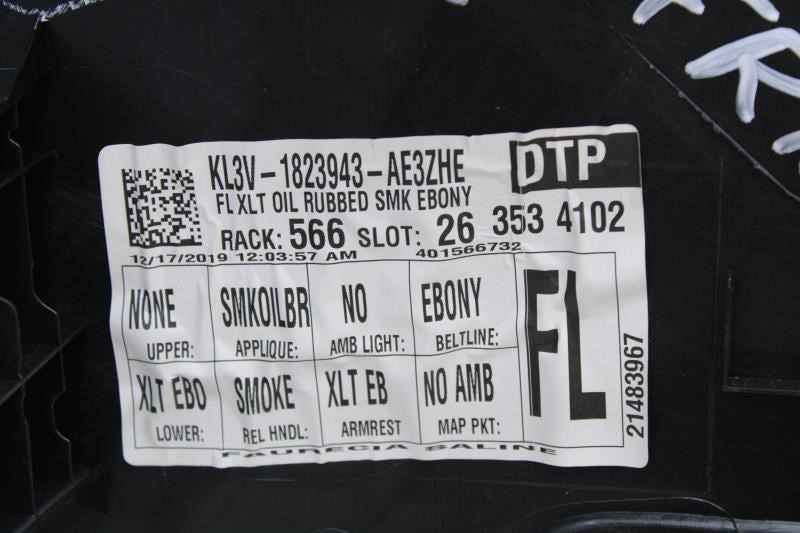 KL3V-1823943-AE3ZHE
DTP
FL XLT OIL RUBBED SMK EBONY
RACK: 566 SLOT: 26 353 4102
12/17/2019 12:03:57 AM 401566732
NONE
UPPER:
SMKOILBR
APPLIQUE:
NO
AMB LIGHT:
EBONY
BELTLINE:
XLT EBO
LOWER:
SMOKE
REL HNDL:
XLT EB
ARMREST
NO AMB
MAP PKT:
FL
21483967
FAURECIA SALINE